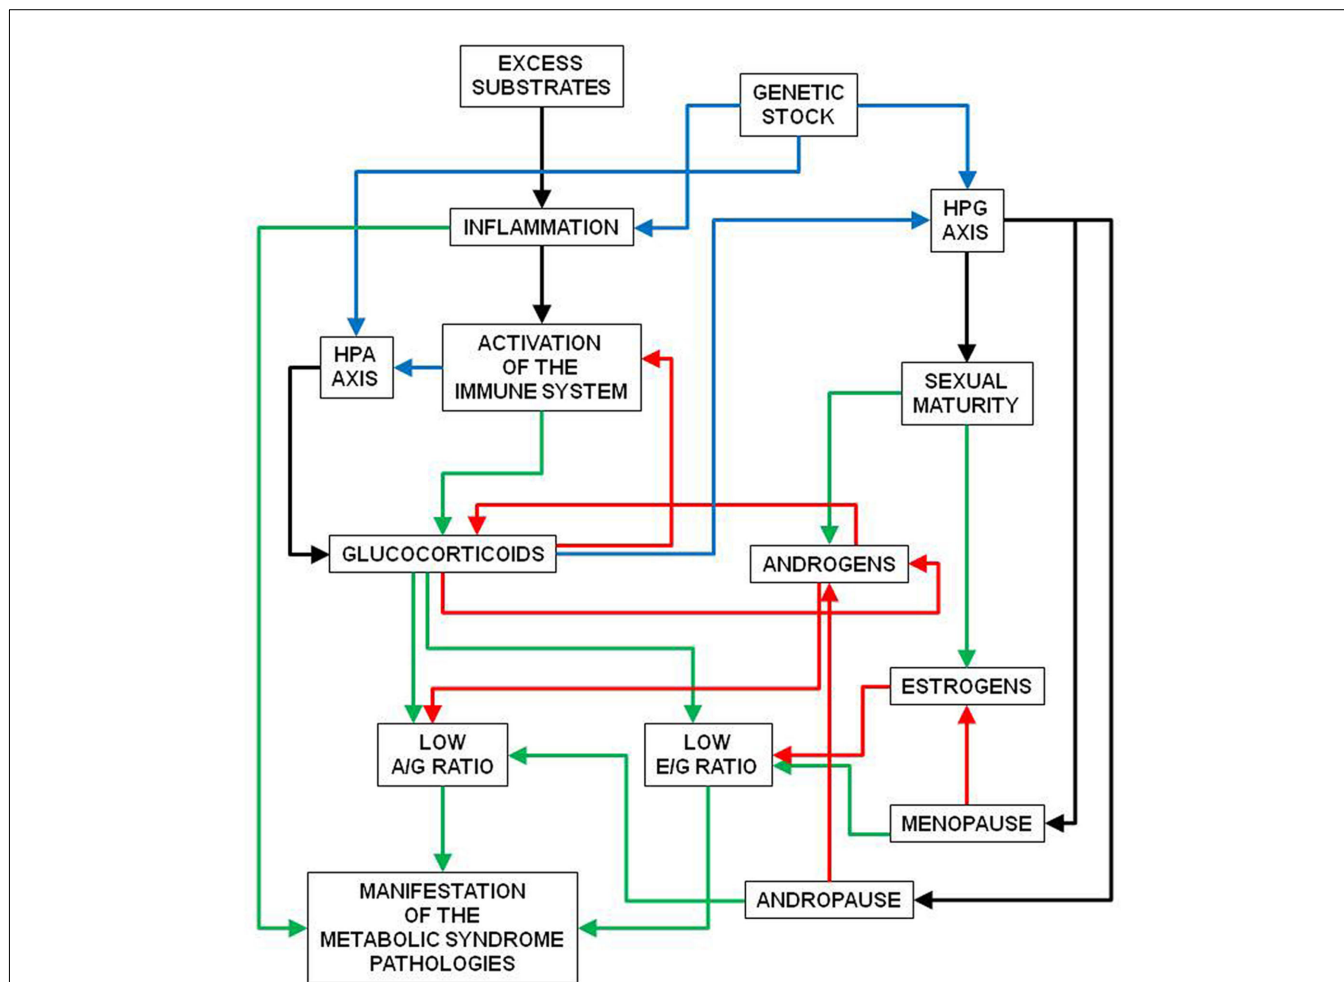 EXCESS
SUBSTRATES
GENETIC
STOCK
INFLAMMATION
HPG
AXIS
HPA
AXIS
ACTIVATION
OF THE
IMMUNE SYSTEM
SEXUAL
MATURITY
GLUCOCORTICOIDS
ANDROGENS
ESTROGENS
LOW
A/G RATIO
LOW
E/G RATIO
MENOPAUSE
ANDROPAUSE
MANIFESTATION
OF THE
METABOLIC SYNDROME
PATHOLOGIES